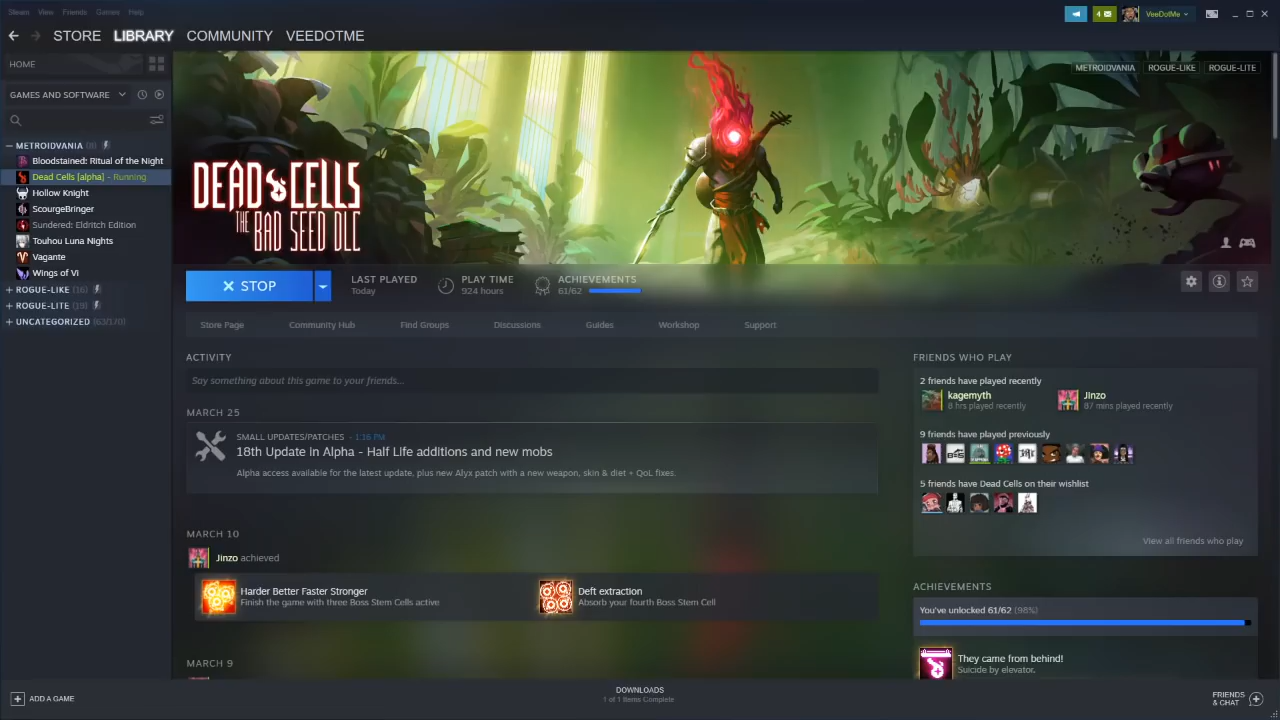 Steam View Friends Games Help
4
VeeDotMe
STORE LIBRARY COMMUNITY VEEDOTME
HOME
GAMES AND SOFTWARE
METROIDVANIA (8)
Bloodstained: Ritual of the Night
Dead Cells [alpha] - Running
Hollow Knight
ScourgeBringer
Sundered: Eldritch Edition
Touhou Luna Nights
Vagante
Wings of Vi
ROGUE-LIKE (16)
ROGUE-LITE (19)
UNCATEGORIZED (63/170)
METROIDVANIA ROGUE-LIKE ROGUE-LITE
DEAD CELLS
THE BAD SEED DLC
STOP
LAST PLAYED
Today
PLAY TIME
924 hours
ACHIEVEMENTS
61/62
Store Page Community Hub Find Groups Discussions Guides Workshop Support
ACTIVITY
Say something about this game to your friends...
MARCH 25
SMALL UPDATES/PATCHES - 1:16 PM
18th Update in Alpha - Half Life additions and new mobs
Alpha access available for the latest update, plus new Alyx patch with a new weapon, skin & diet + QoL fixes.
MARCH 10
Jinzo achieved
Harder Better Faster Stronger
Finish the game with three Boss Stem Cells active
Deft extraction
Absorb your fourth Boss Stem Cell
MARCH 9
FRIENDS WHO PLAY
2 friends have played recently
kagemyth
8 hrs played recently
Jinzo
87 mins played recently
9 friends have played previously
5 friends have Dead Cells on their wishlist
View all friends who play
ACHIEVEMENTS
You've unlocked 61/62 (98%)
They came from behind!
Suicide by elevator.
ADD A GAME
DOWNLOADS
1 of 1 Items Complete
FRIENDS
& CHAT